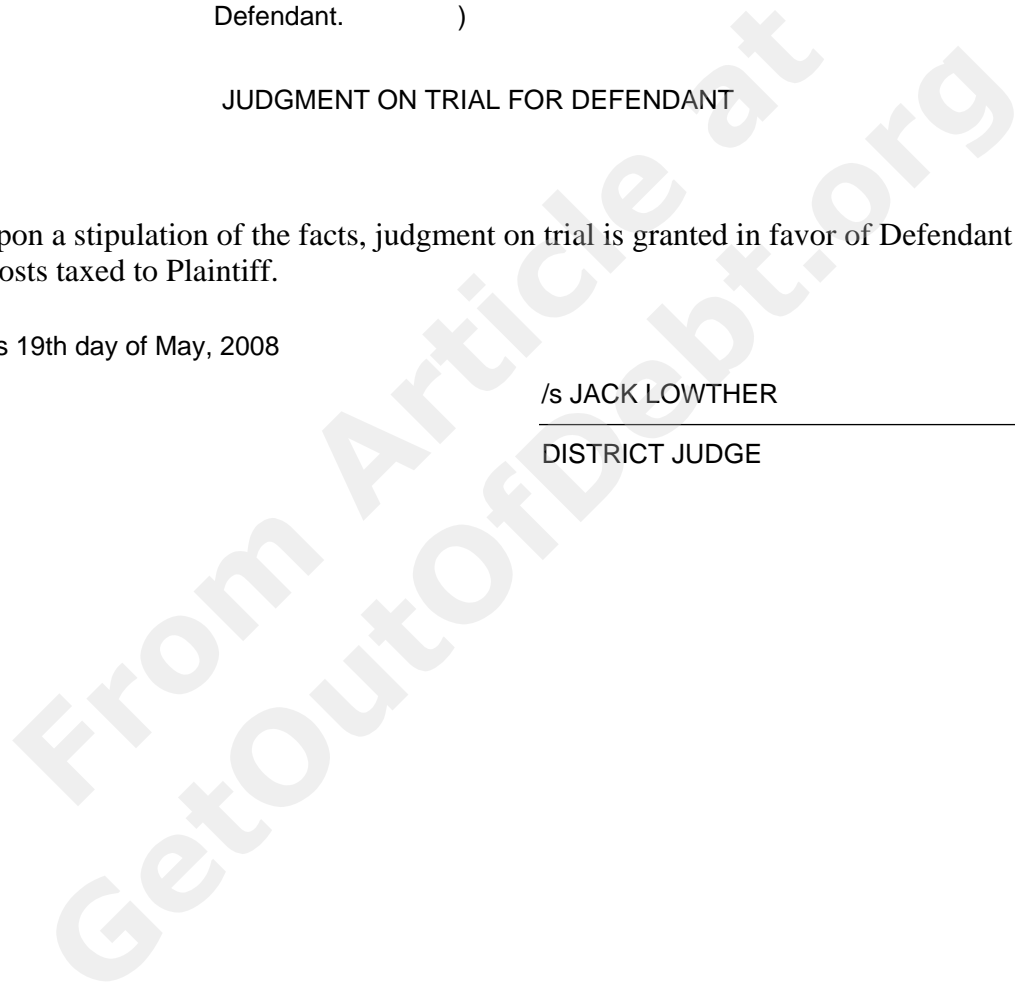 Defendant. )
JUDGMENT ON TRIAL FOR DEFENDANT
pon a stipulation of the facts, judgment on trial is granted in favor of Defendant
osts taxed to Plaintiff.
s 19th day of May, 2008
/s JACK LOWTHER
DISTRICT JUDGE
From Article at
GetOutOfDebt.org